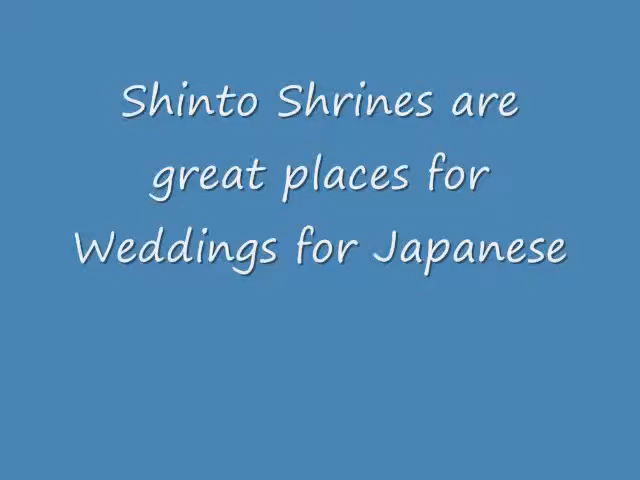 Shinto Shrines are
great places for
Weddings for Japanese